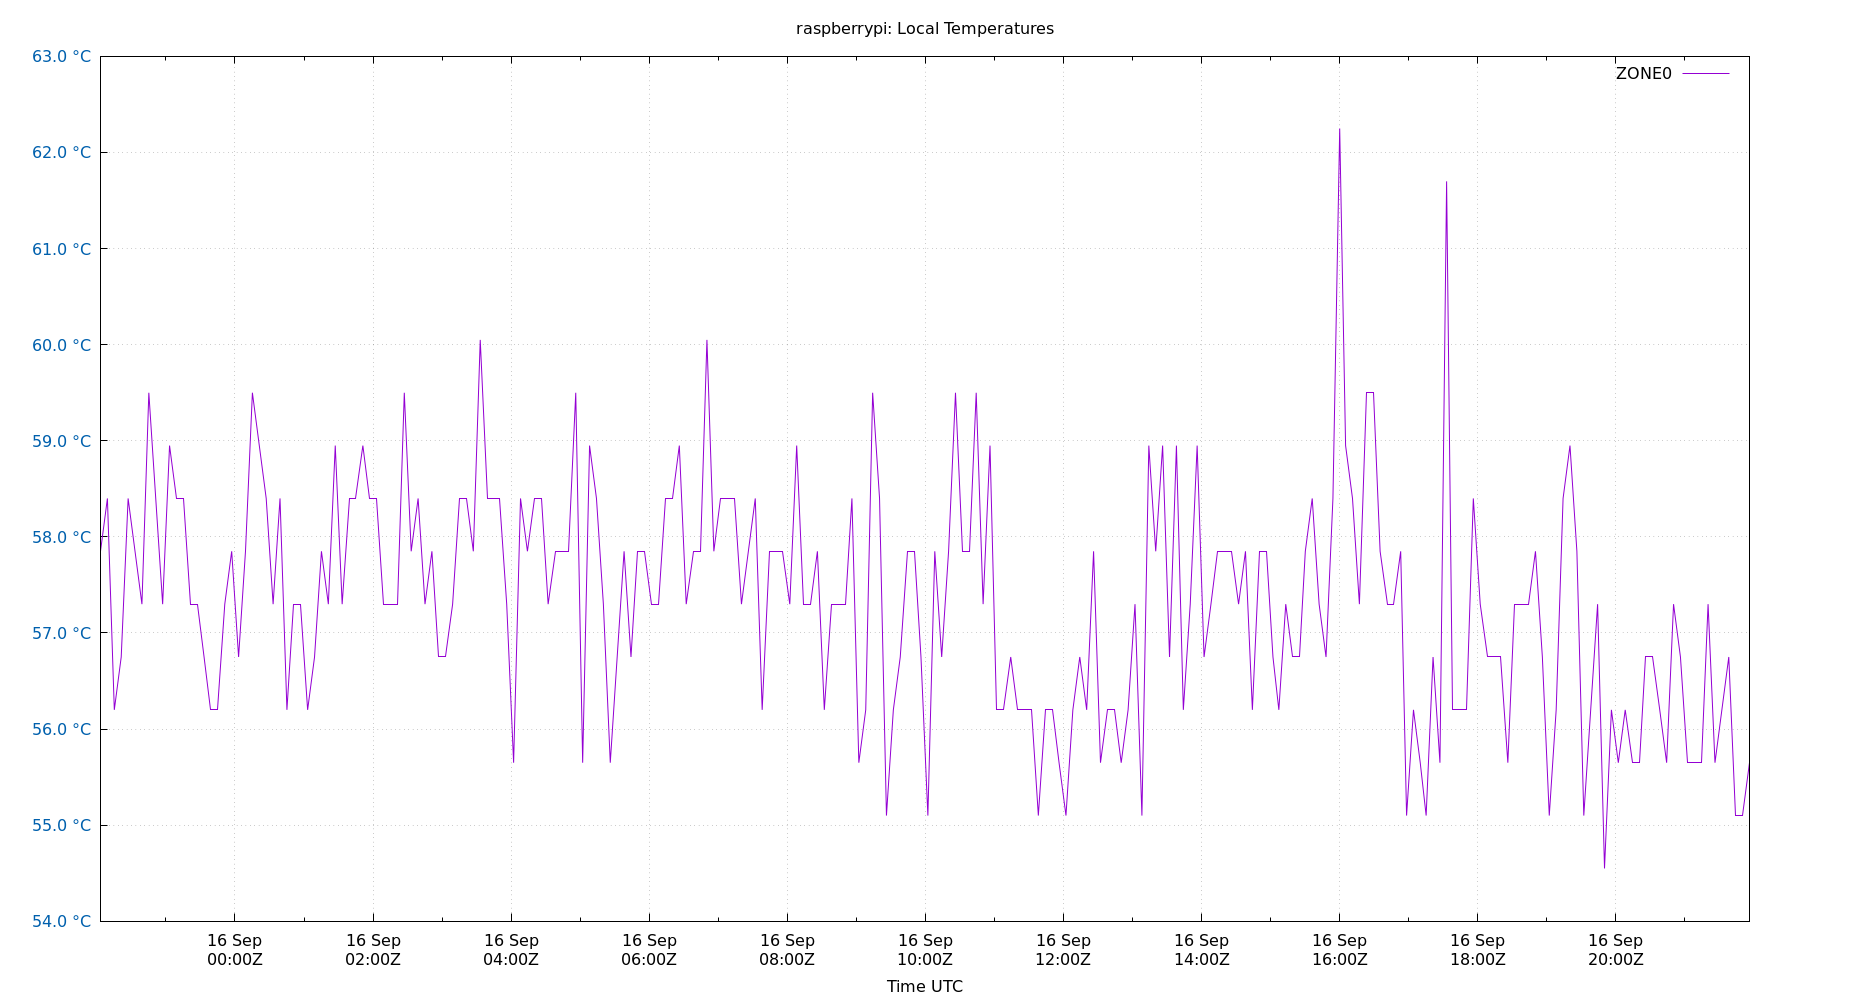 raspberrypi: Local Temperatures
63.0 °C
ZONE0
62.0 °C
61.0 °C
60.0 °C
59.0 °C
58.0 °C
57.0 °C
56.0 °C
55.0 °C
54.0 °C
16 Sep 16 Sep 16 Sep 16 Sep 16 Sep 16 Sep 16 Sep 16 Sep 16 Sep 16 Sep 16 Sep
00:00Z 02:00Z 04:00Z 06:00Z 08:00Z 10:00Z 12:00Z 14:00Z 16:00Z 18:00Z 20:00Z
Time UTC